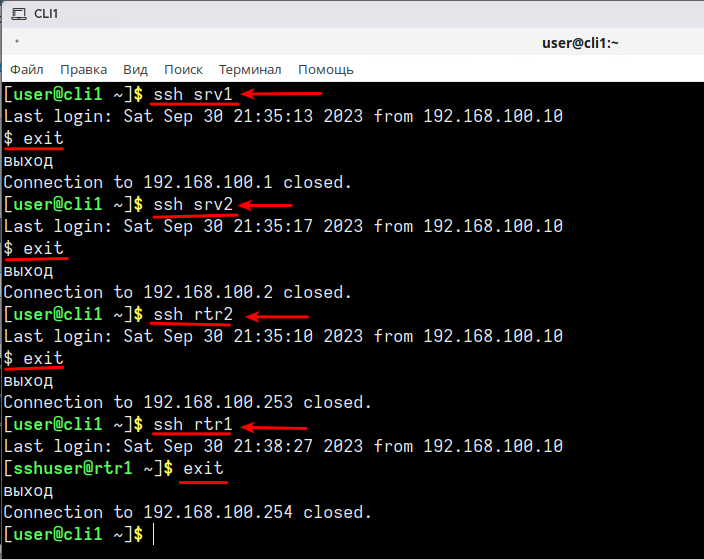 CLI1
user@cli1:~
Файл Правка Вид Поиск Терминал Помощь
[user@cli1 ~]$ ssh srv1
Last login: Sat Sep 30 21:35:13 2023 from 192.168.100.10
$ exit
выход
Connection to 192.168.100.1 closed.
[user@cli1 ~]$ ssh srv2
Last login: Sat Sep 30 21:35:17 2023 from 192.168.100.10
$ exit
выход
Connection to 192.168.100.2 closed.
[user@cli1 ~]$ ssh rtr2
Last login: Sat Sep 30 21:35:10 2023 from 192.168.100.10
$ exit
выход
Connection to 192.168.100.253 closed.
[user@cli1 ~]$ ssh rtr1
Last login: Sat Sep 30 21:38:27 2023 from 192.168.100.10
[sshuser@rtr1 ~]$ exit
выход
Connection to 192.168.100.254 closed.
[user@cli1 ~]$